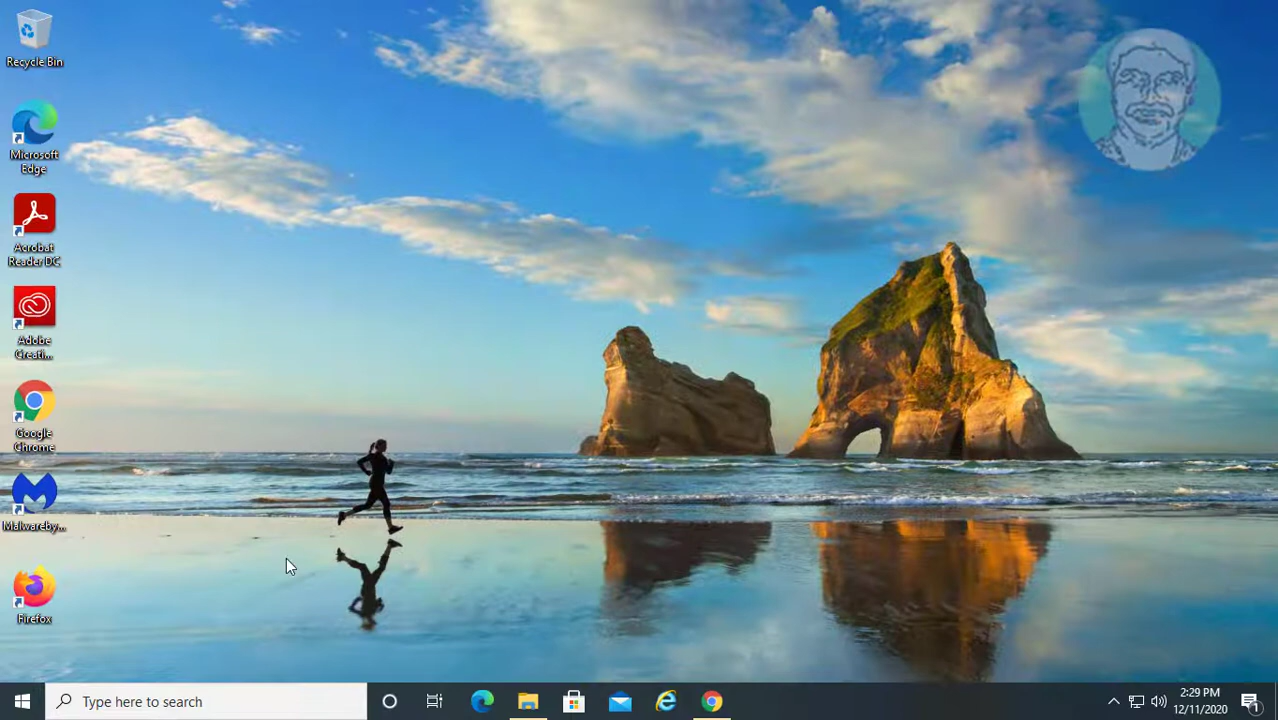 Recycle Bin
Microsoft
Edge
Acrobat
Reader DC
Adobe
Creati...
Google
Chrome
Malwareby...
Firefox
Type here to search
2:29 PM
12/11/2020
1